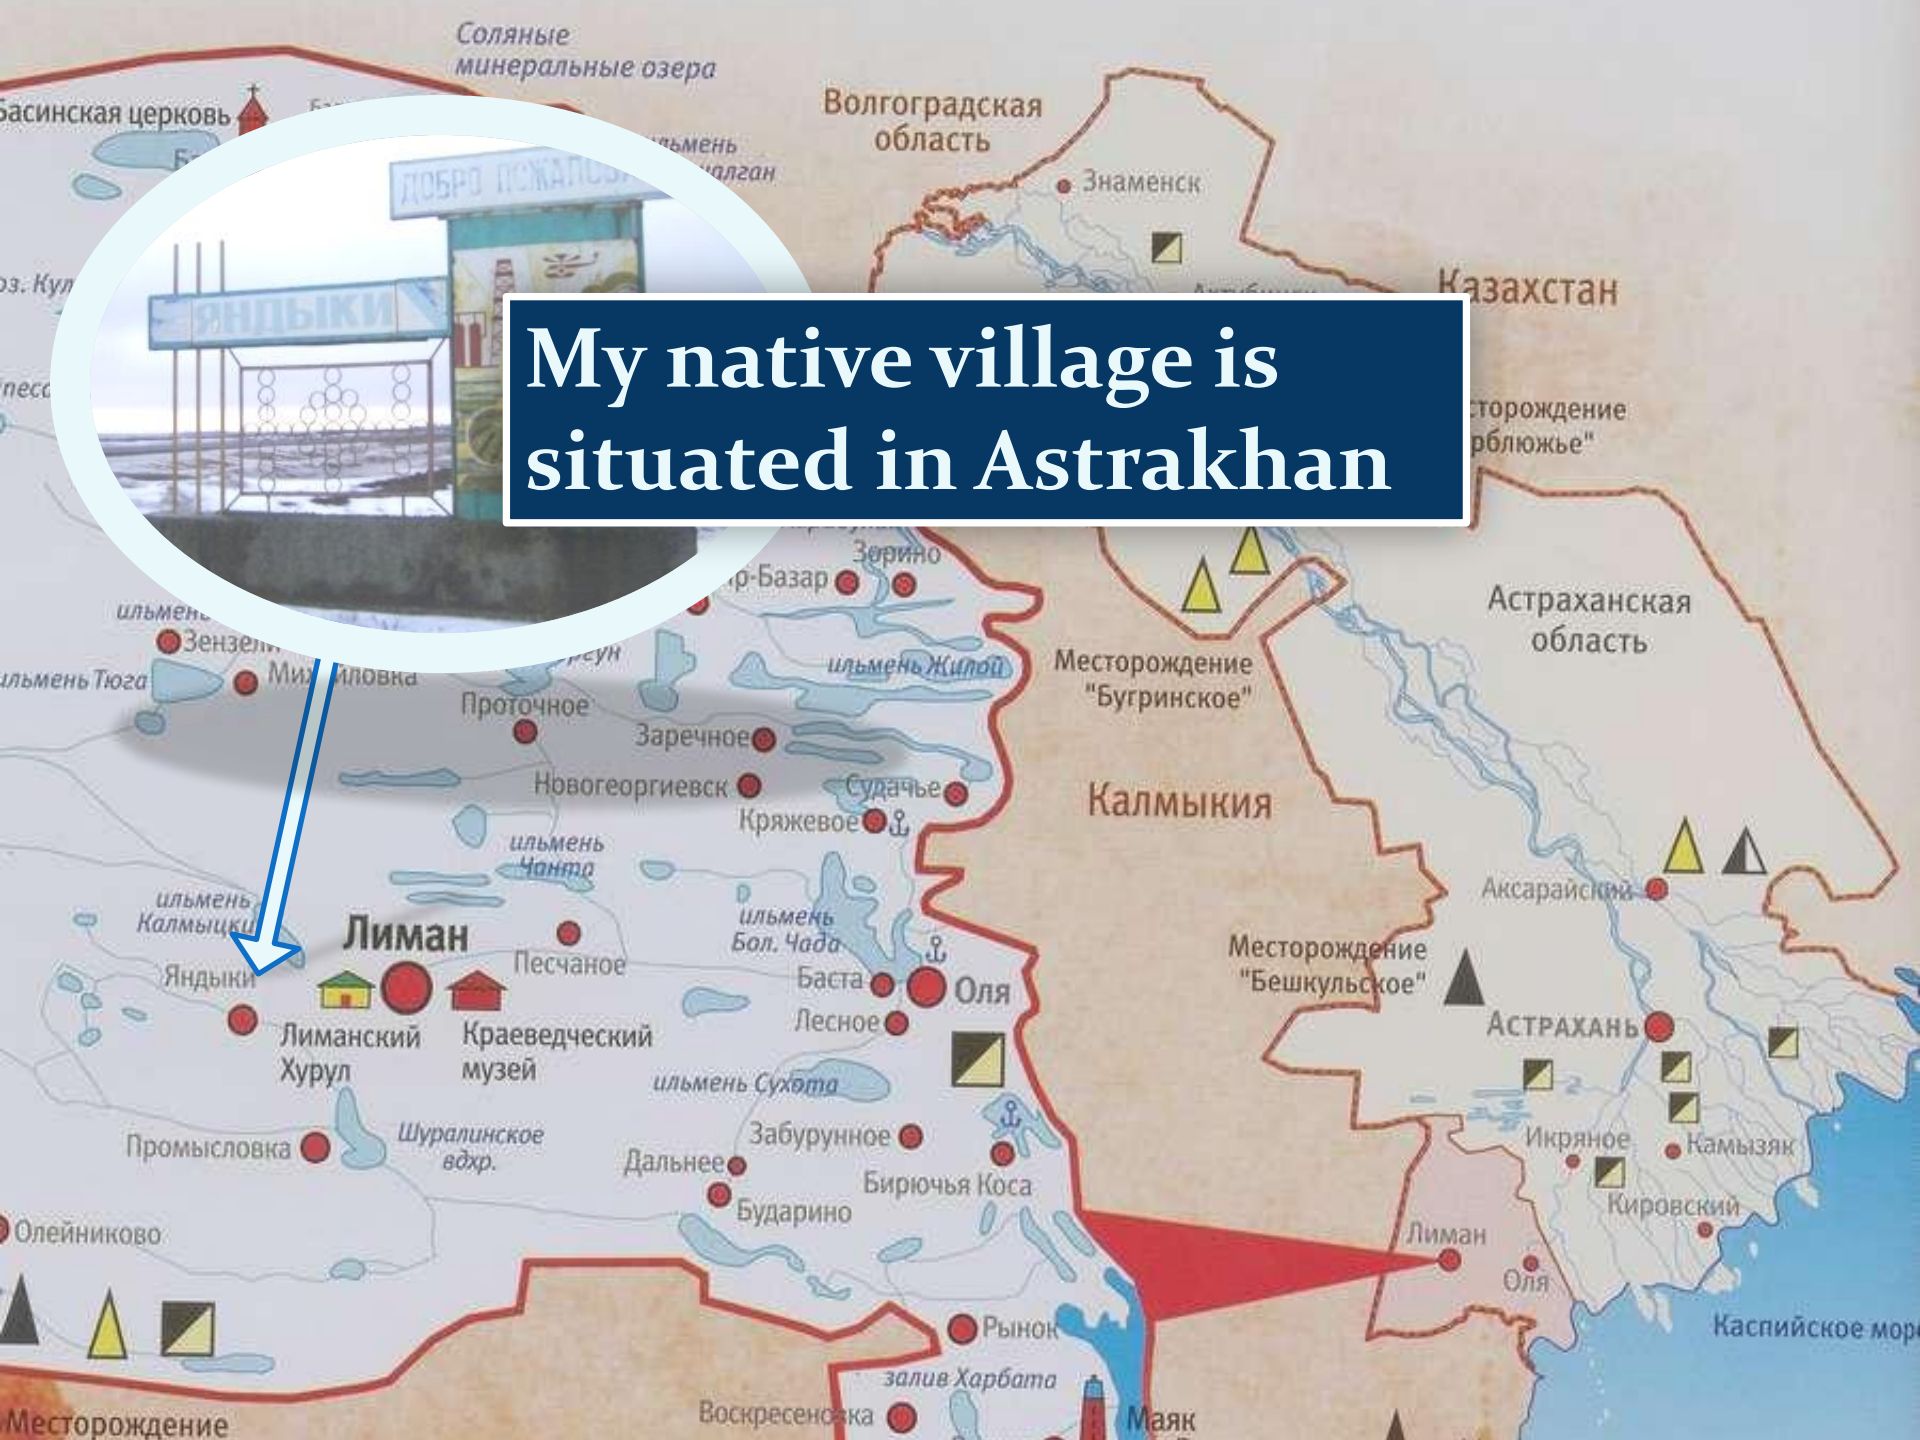 Соляные
минеральные озера
Басинская церковь
Волгоградская
область
ДОБРО ПОЖАЛОВА
Знаменск
Казахстан
ЯНДЫКИ
My native village is
situated in Astrakhan
Зорино
Астраханская
область
ильмень
ильмень Тюга
Михайловка
ильмень Жилой
Месторождение
"Бугринское"
Проточное
Заречное
Новогеоргиевск
Судачье
Кряжевое
Калмыкия
ильмень
Чанта
Аксарайский
ильмень
Калмыцки
Лиман
ильмень
Бол. Чада
Месторождение
"Бешкульское"
Яндыки
Песчаное
Баста
Оля
Лесное
АСТРАХАНЬ
Лиманский
Хурул
Краеведческий
музей
ильмень Сухота
Промысловка
Шуралинское
вдхр.
Забурунное
Дальнее
Бирючья Коса
Бударино
Икряное
Камызяк
Кировский
Олейниково
Лиман
Оля
Рынок
Каспийское мор
залив Харбата
Воскресеновка
Маяк
Месторождение